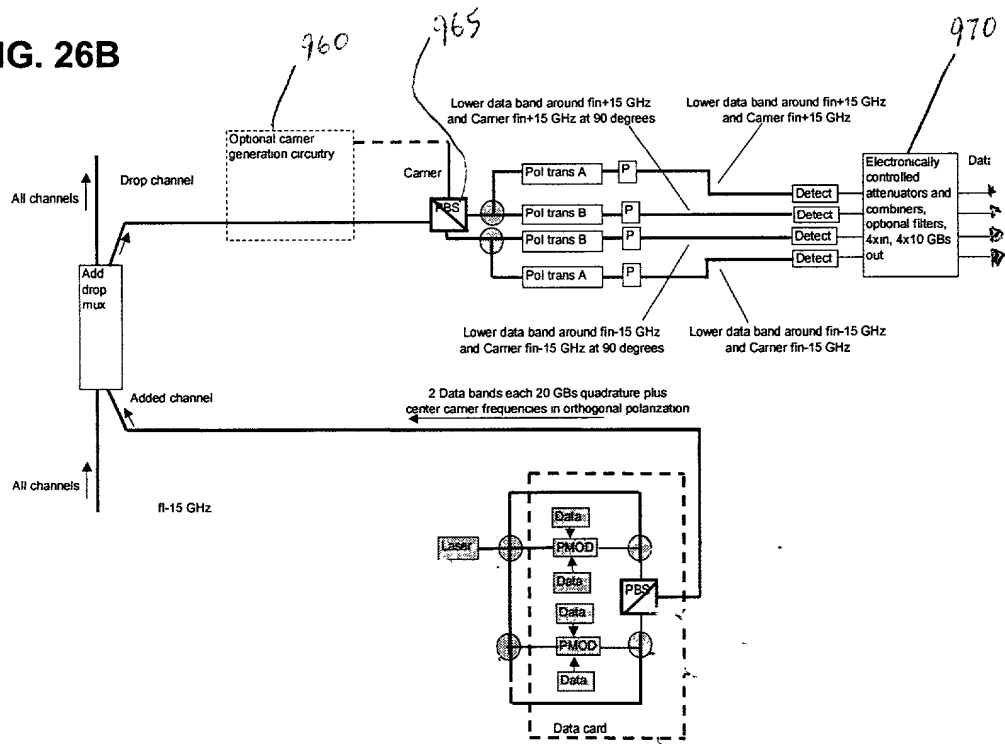 960
965
970
IG. 26B
Lower data band around fin+15 GHz
and Carrier fin+15 GHz at 90 degrees
Lower data band around fin+15 GHz
and Carrier fin+15 GHz
Optional carrier
generation circuitry
All channels
Drop channel
Carrier
PBS
Pol trans A
P
Pol trans B
P
Pol trans B
P
Pol trans A
P
Detect
Detect
Detect
Detect
Electronically
controlled
attenuators and
combiners,
optional filters,
4xin, 4x10 GBs
out
Data
Add
drop
mux
Lower data band around fin-15 GHz
and Carrier fin-15 GHz at 90 degrees
Lower data band around fin-15 GHz
and Carrier fin-15 GHz
Added channel
2 Data bands each 20 GBs quadrature plus
center carrier frequencies in orthogonal polarization
All channels
fl-15 GHz
Laser
Data
PMOD
Data
PBS
Data
PMOD
Data
Data card